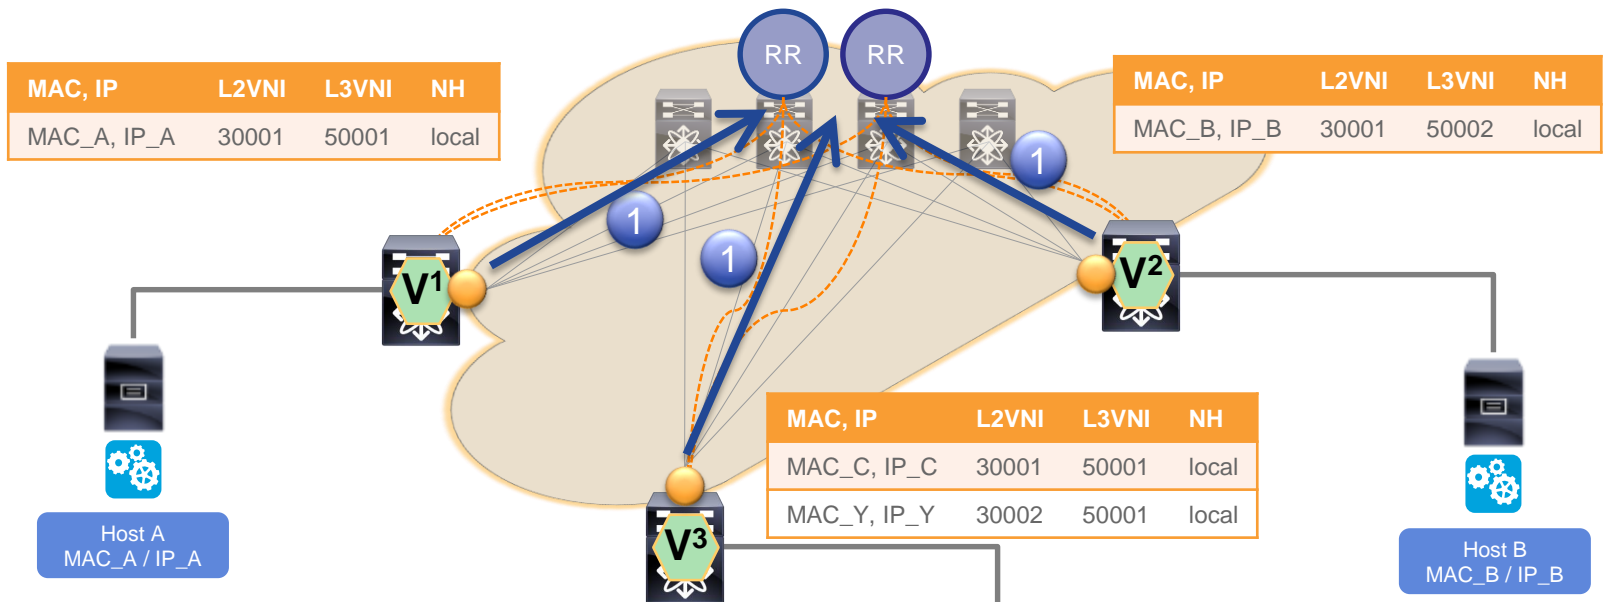 RR
RR
MAC, IP L2VNI L3VNI NH
MAC_A, IP_A 30001 50001 local
MAC, IP L2VNI L3VNI NH
MAC_B, IP_B 30001 50002 local
1
1
1
V1
V2
MAC, IP L2VNI L3VNI NH
MAC_C, IP_C 30001 50001 local
MAC_Y, IP_Y 30002 50001 local
V3
Host A
MAC_A / IP_A
Host B
MAC_B / IP_B